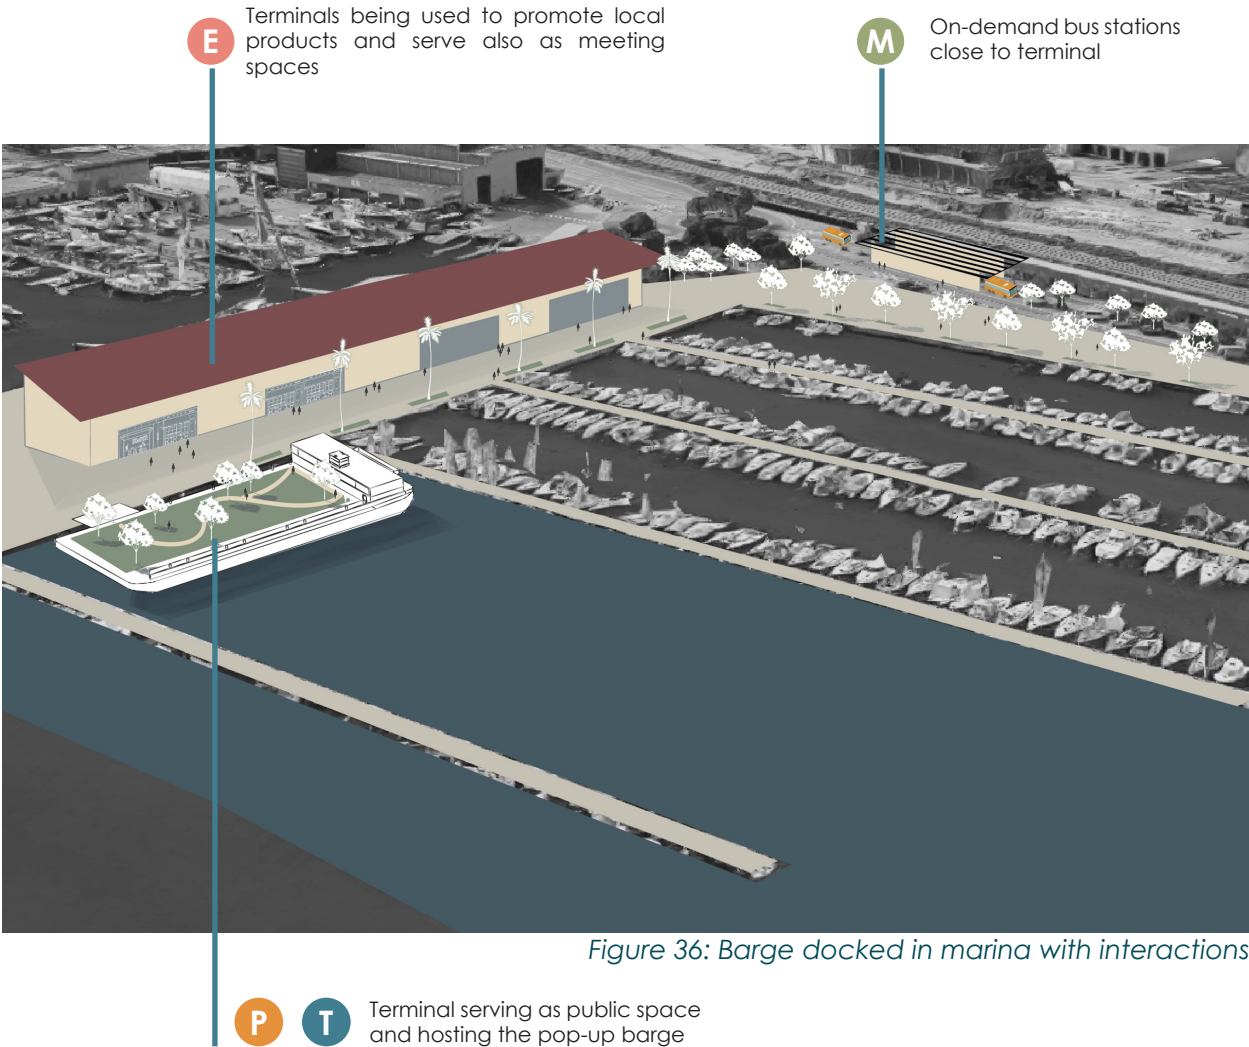 E
Terminals being used to promote local
products and serve also as meeting
spaces
M
On-demand bus stations
close to terminal
Figure 36: Barge docked in marina with interactions
P
T
Terminal serving as public space
and hosting the pop-up barge